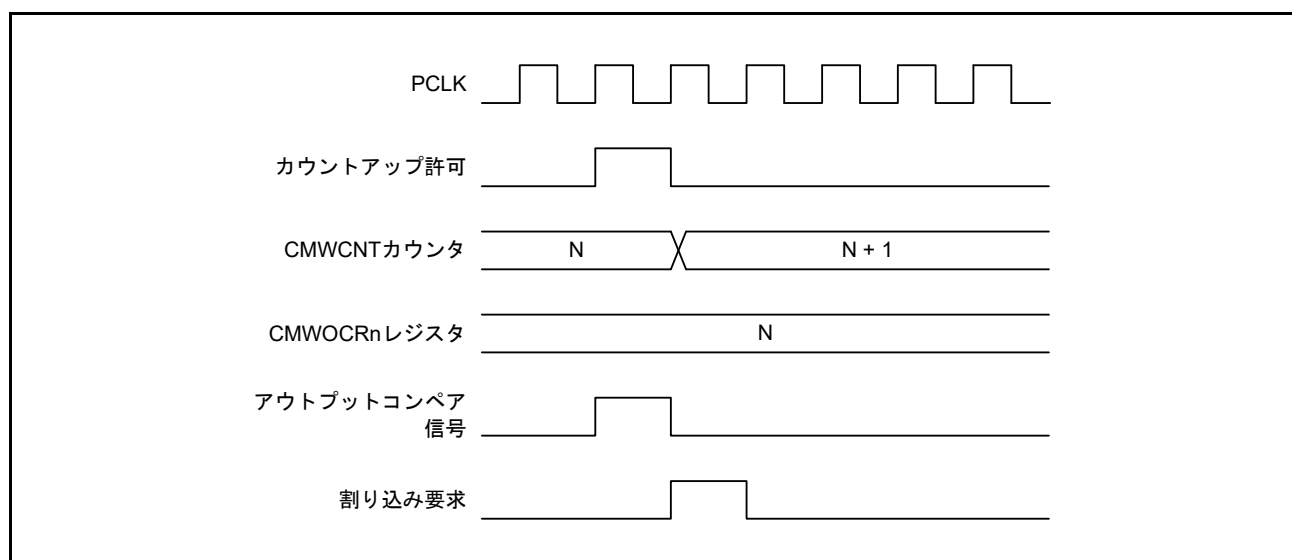 PCLK
カウントアップ許可
CMWCNTカウンタ
N
N + 1
CMWOCRnレジスタ
N
アウトプットコンペア
信号
割り込み要求